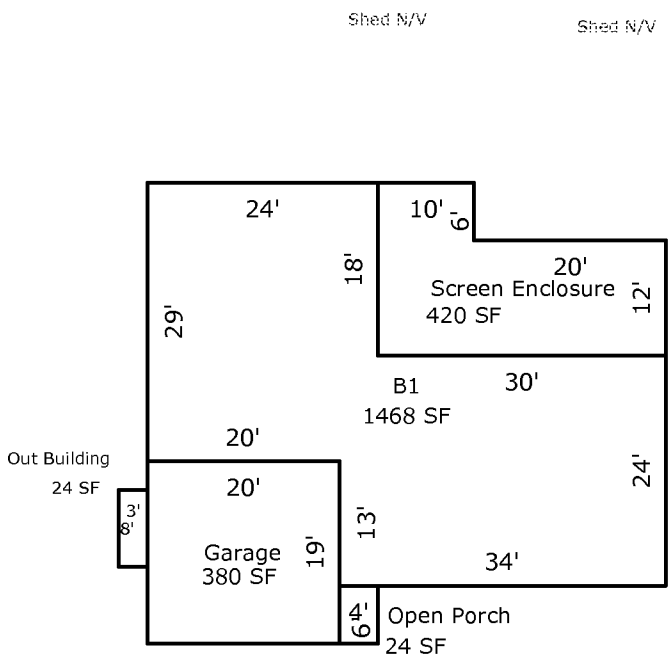 Shed N/V
Shed N/V
24'
10'
6'
18'
20'
Screen Enclosure
420 SF
12'
29'
30'
B1
1468 SF
20'
24'
Out Building
24 SF
20'
3'
8'
13'
19'
Garage
380 SF
34'
4'
6'
Open Porch
24 SF